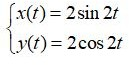 x(t) = 2 sin 2t
y(t) = 2 cos 2t